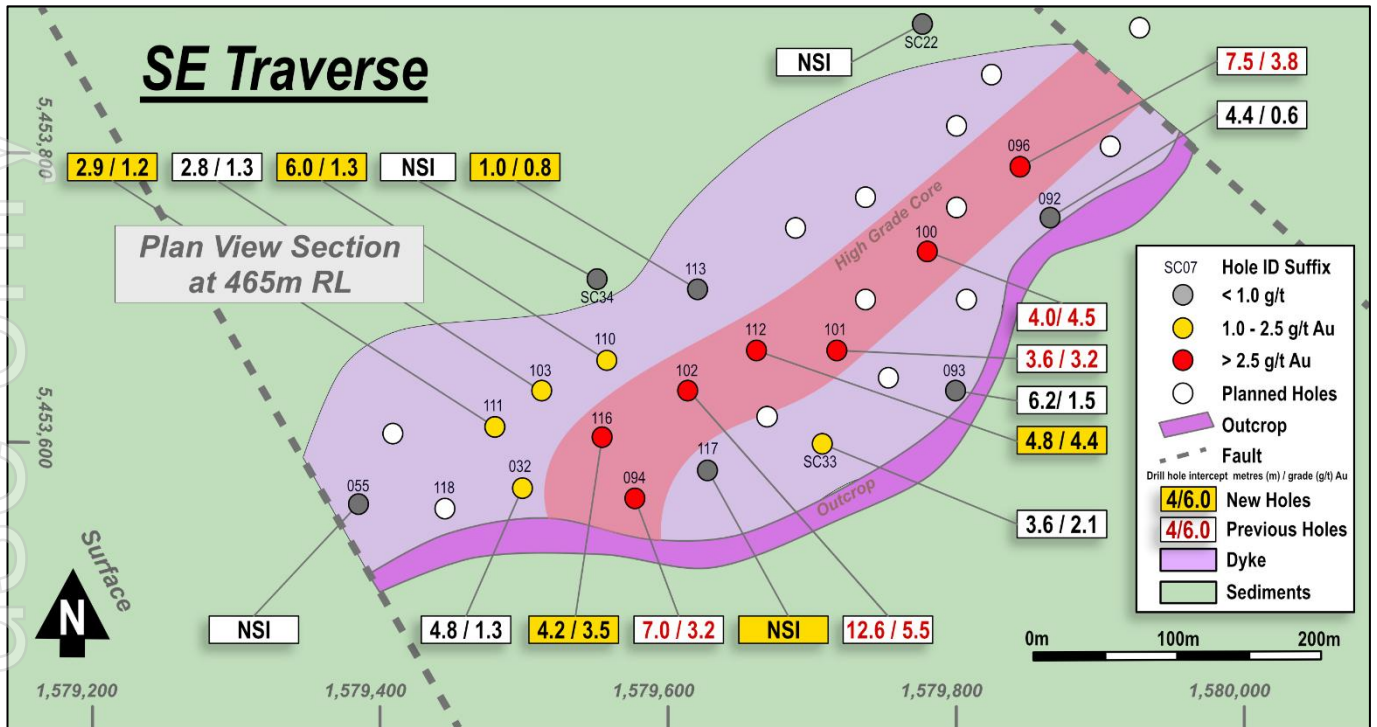 SE Traverse
Plan View Section
at 465m RL
NSI
SC22
7.5 / 3.8
4.4 / 0.6
2.9 / 1.2
2.8 / 1.3
6.0 / 1.3
NSI
1.0 / 0.8
096
092
100
High Grade Core
SC34
113
110
112
101
103
102
093
111
116
SC33
117
032
094
055
118
Outcrop
4.0/ 4.5
3.6 / 3.2
6.2/ 1.5
4.8 / 4.4
3.6 / 2.1
NSI
4.8 / 1.3
4.2 / 3.5
7.0 / 3.2
NSI
12.6 / 5.5
SC07 Hole ID Suffix
< 1.0 g/t
1.0 - 2.5 g/t Au
> 2.5 g/t Au
Planned Holes
Outcrop
Fault
Drill hole intercept metres (m) / grade (g/t) Au
4/6.0 New Holes
4/6.0 Previous Holes
Dyke
Sediments
Surface
N
0m 100m 200m
5,453,800
5,453,600
1,579,200
1,579,400
1,579,600
1,579,800
1,580,000